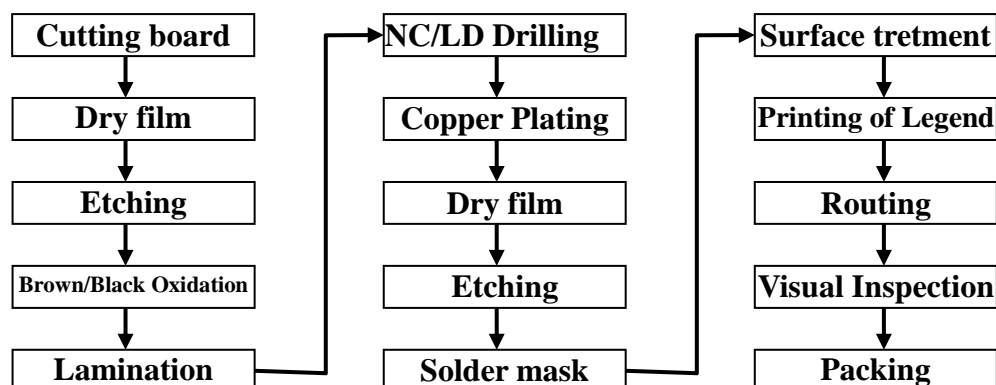 Cutting board
Dry film
Etching
Brown/Black Oxidation
Lamination
NC/LD Drilling
Copper Plating
Dry film
Etching
Solder mask
Surface tretment
Printing of Legend
Routing
Visual Inspection
Packing